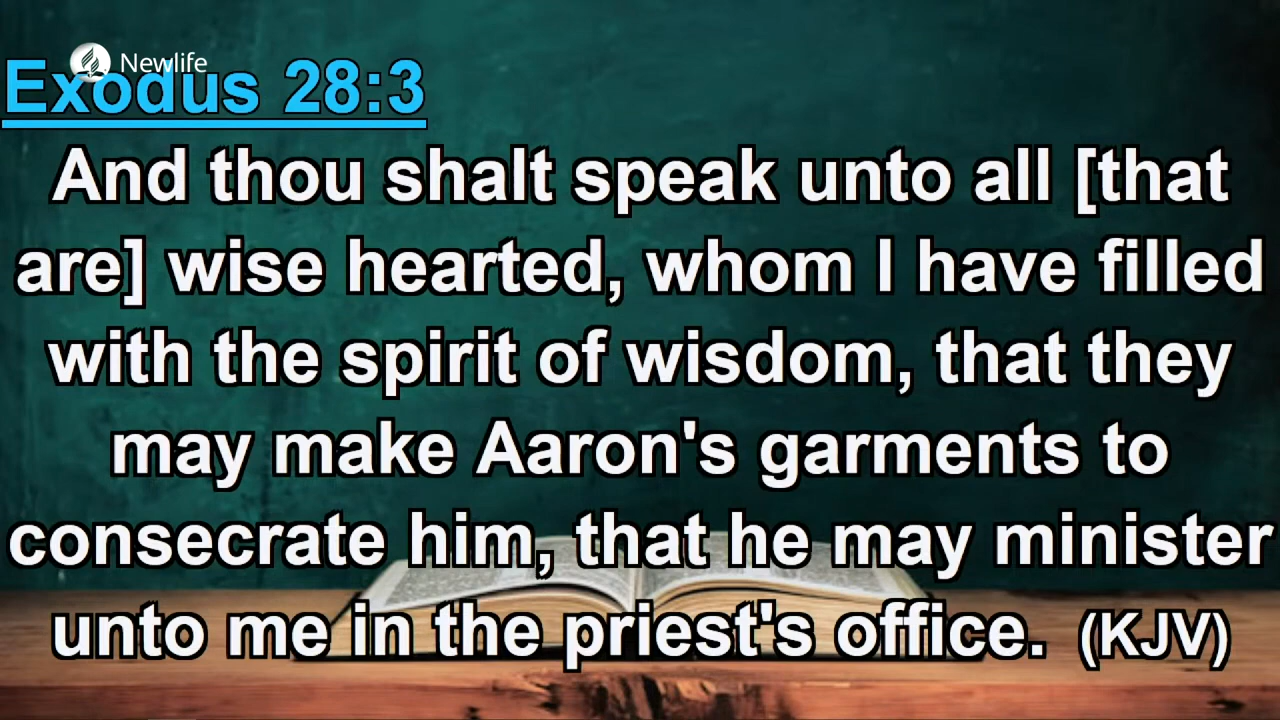 Newlife
Exodus 28:3
And thou shalt speak unto all [that
are] wise hearted, whom I have filled
with the spirit of wisdom, that they
may make Aaron's garments to
consecrate him, that he may minister
unto me in the priest's office. (KJV)